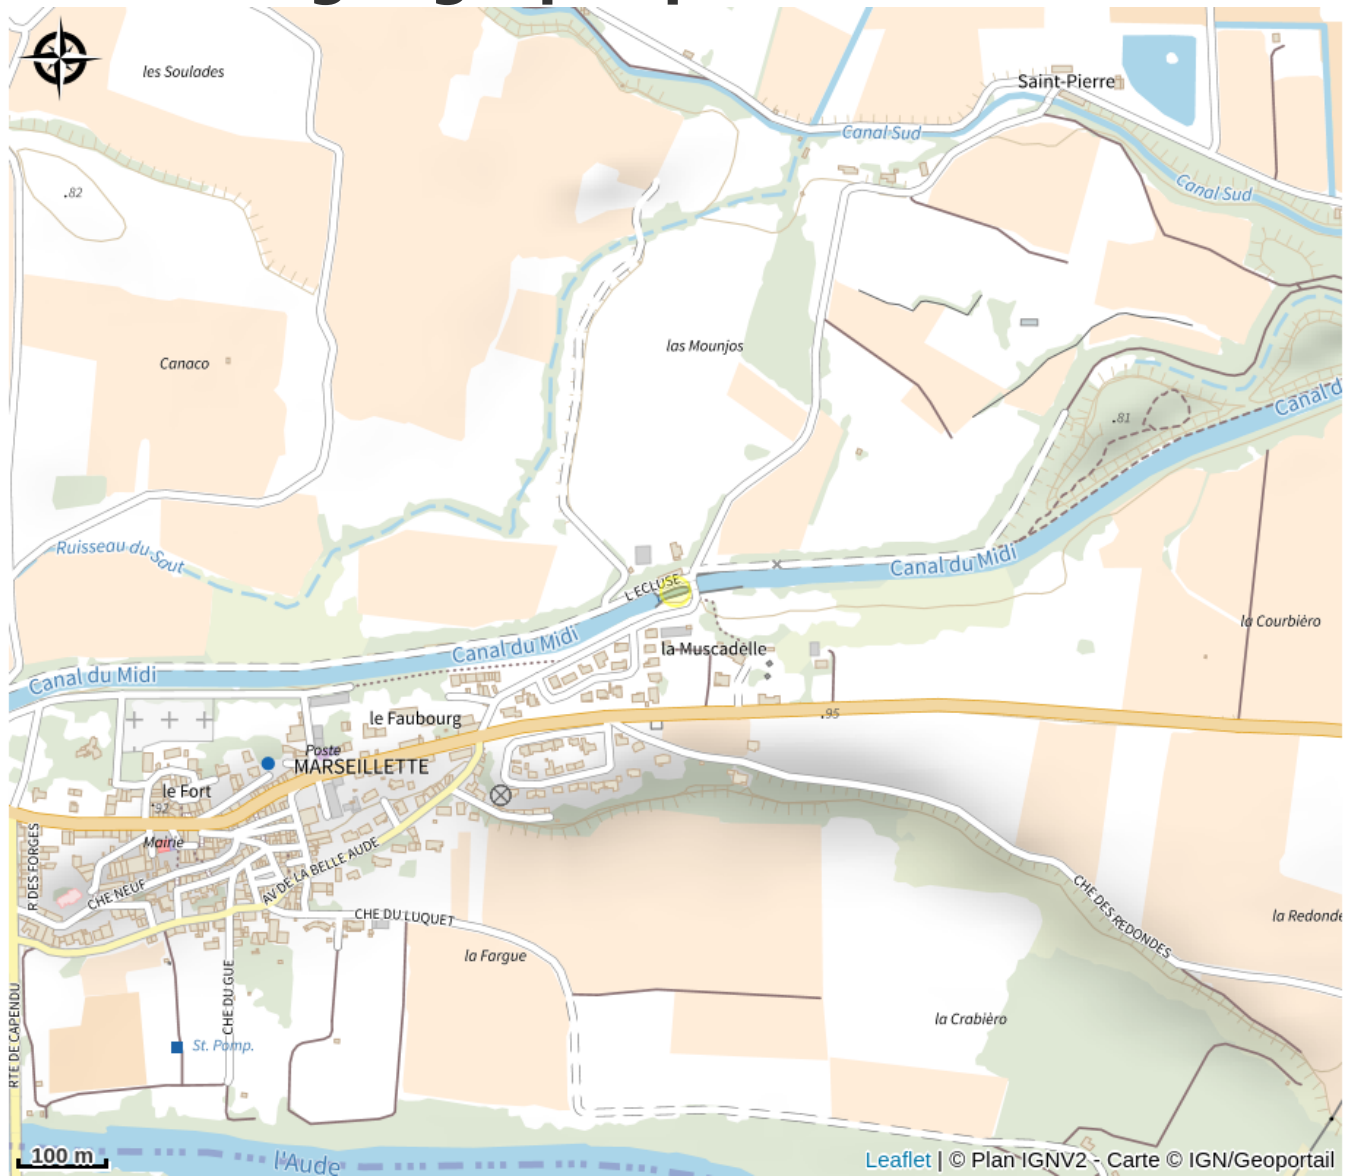 les Soulades
Saint-Pierre
Canal Sud
Canal Sud
.82
las Mounjos
Canaco
Canal d
.81
Ruisseau du Saut
Canal du Midi
L'ECLUSE
la Courbièro
Canal du Midi
la Muscadelle
Canal du Midi
le Faubourg
.95
Poste
MARSEILLETTE
le Fort
.92
Mairie
R DES FORGES
AV DE LA BELLE AUDE
CHE NEUF
CHE DU LUQUET
CHE DES REDONDES
la Redonde
la Fargue
CHE DU GUE
la Crabièro
RTE DE CAPENDU
St. Pomp.
100 m
l'Aude
Leaflet | © Plan IGNV2 - Carte © IGN/Geoportail